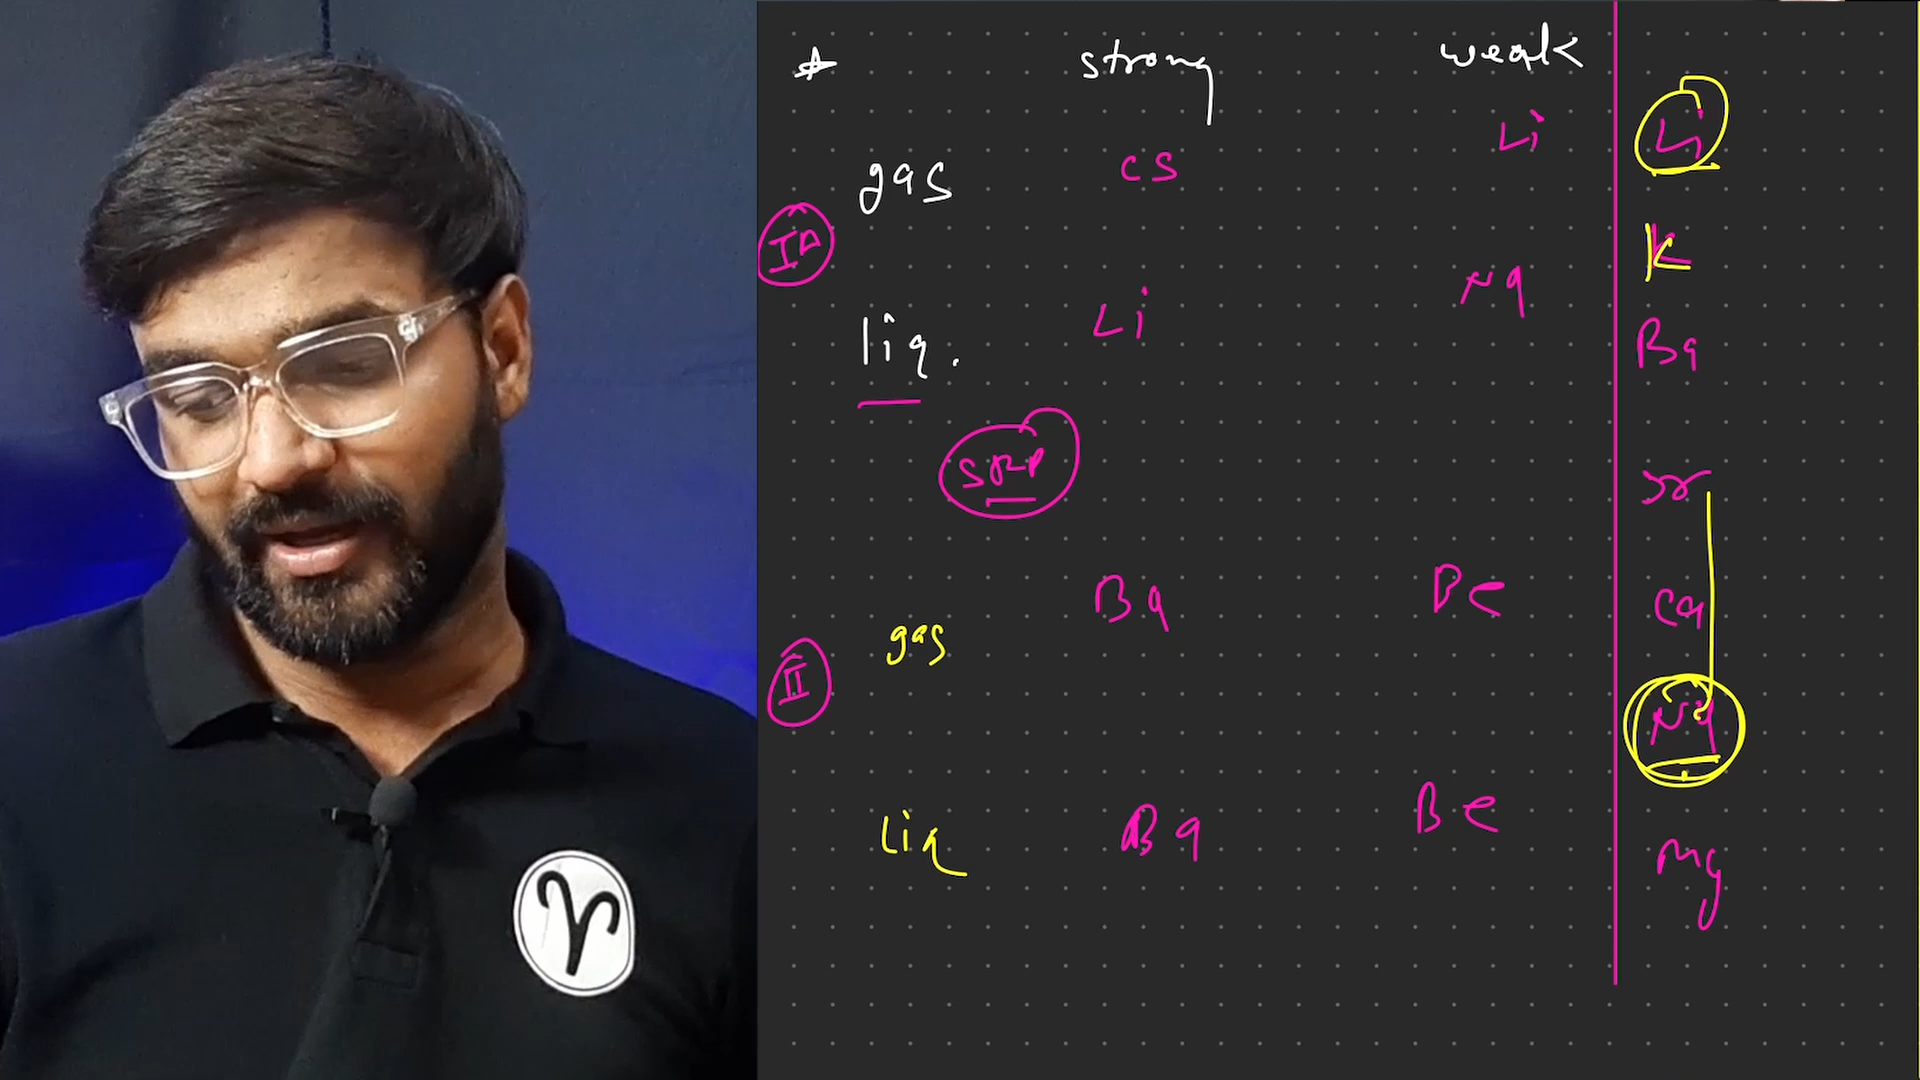 strong weak
gas Cs Li
IA
liq. Li Na
SRP
gas Ba Be
II
liq Ba Be
Li
K
Ba
Sr
Ca
Na
Mg